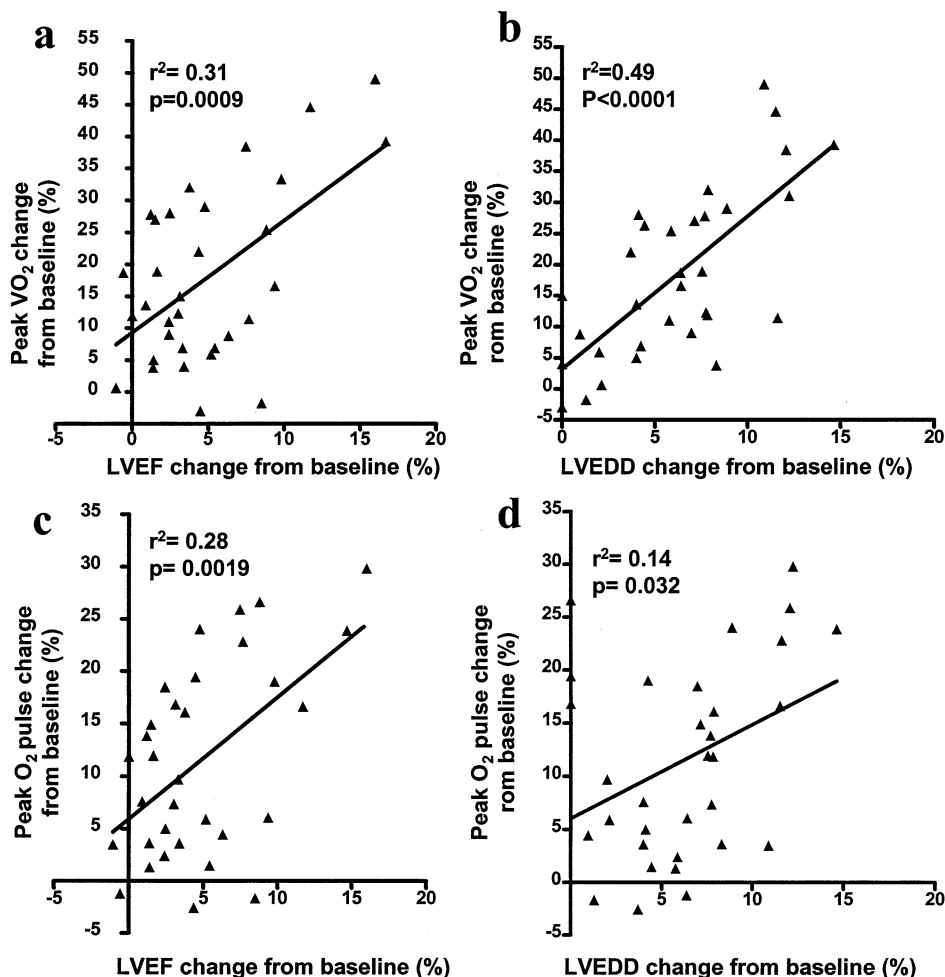 a
r²= 0.31
p=0.0009
55
50
45
40
35
30
25
20
15
10
5
0
-5
0
5
10
15
20
Peak VO₂ change
from baseline (%)
LVEF change from baseline (%)
b
r²=0.49
P<0.0001
55
50
45
40
35
30
25
20
15
10
5
0
-5
0
5
10
15
20
Peak VO₂ change
rom baseline (%)
LVEDD change from baseline (%)
c
r²= 0.28
p= 0.0019
35
30
25
20
15
10
5
-5
-5
0
5
10
15
20
Peak O₂ pulse change
from baseline (%)
LVEF change from baseline (%)
d
r²= 0.14
p= 0.032
35
30
25
20
15
10
5
0
-5
5
10
15
20
Peak O₂ pulse change
rom baseline (%)
LVEDD change from baseline (%)